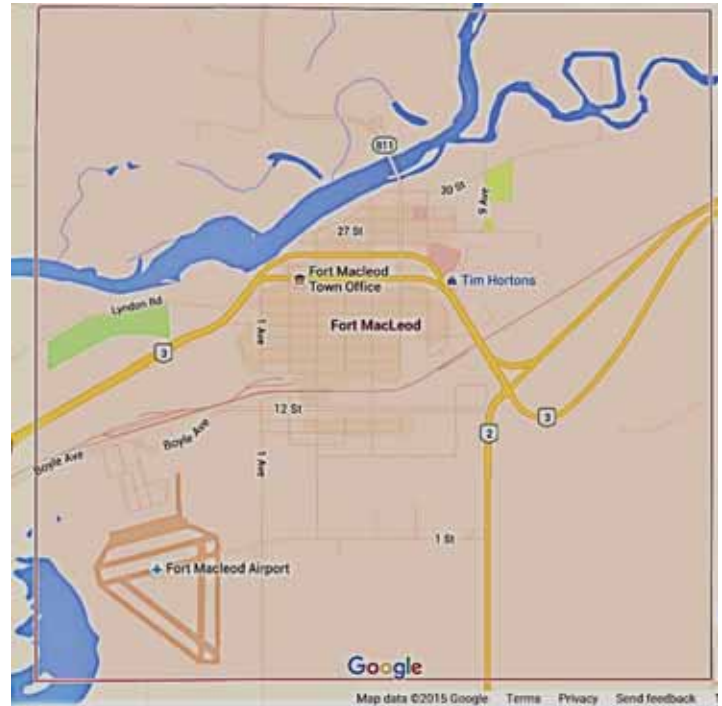 811
20 St
9 Ave
27 St
Fort Macleod
Town Office
Tim Hortons
Lyndon Rd
1 Ave
Fort MacLeod
3
12 St
3
2
Boyle Ave
Boyle Ave
1 Ave
1 St
Fort Macleod Airport
Google
Map data ©2015 Google Terms Privacy Send feedback